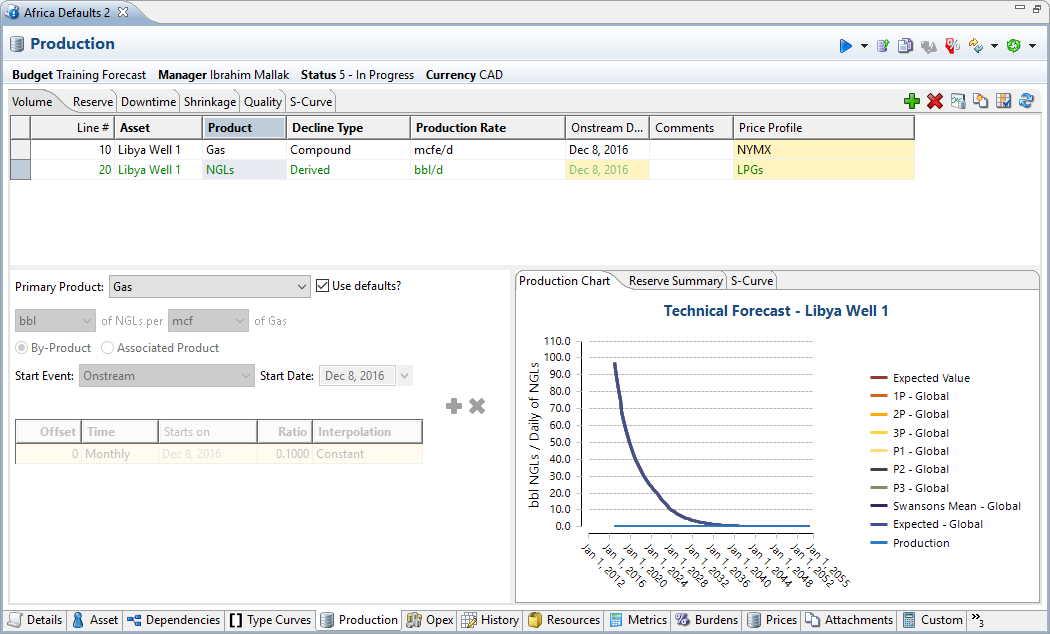 Africa Defaults 2
Production
Budget Training Forecast Manager Ibrahim Mallak Status 5 - In Progress Currency CAD
Volume Reserve Downtime Shrinkage Quality S-Curve
Line # Asset Product Decline Type Production Rate Onstream D... Comments Price Profile
10 Libya Well 1 Gas Compound mcfe/d Dec 8, 2016 NYMX
20 Libya Well 1 NGLs Derived bbl/d Dec 8, 2016 LPGs
Primary Product: Gas Use defaults?
bbl of NGLs per mcf of Gas
By-Product Associated Product
Start Event: Onstream Start Date: Dec 8, 2016
Offset Time Starts on Ratio Interpolation
0 Monthly Dec 8, 2016 0.1000 Constant
Production Chart Reserve Summary S-Curve
Technical Forecast - Libya Well 1
bbl NGLs / Daily of NGLs
110.0
100.0
90.0
80.0
70.0
60.0
50.0
40.0
30.0
20.0
10.0
0.0
Jan 1, 2012
Jan 1, 2016
Jan 1, 2020
Jan 1, 2024
Jan 1, 2028
Jan 1, 2032
Jan 1, 2036
Jan 1, 2040
Jan 1, 2044
Jan 1, 2048
Jan 1, 2052
Jan 1, 2055
Expected Value
1P - Global
2P - Global
3P - Global
P1 - Global
P2 - Global
P3 - Global
Swansons Mean - Global
Expected - Global
Production
Details Asset Dependencies Type Curves Production Opex History Resources Metrics Burdens Prices Attachments Custom »3